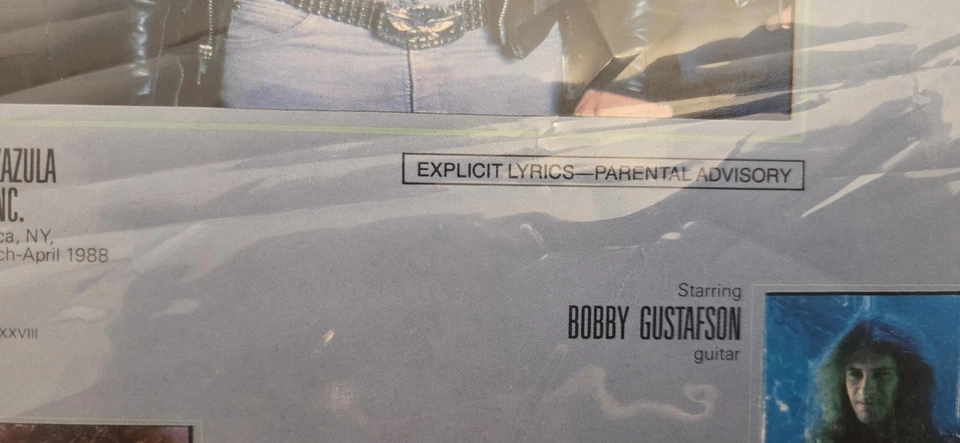 EXPLICIT LYRICS—PARENTAL ADVISORY
AZULA
NC.
ca, NY,
ch-April 1988
XXVIII
Starring
BOBBY GUSTAFSON
guitar